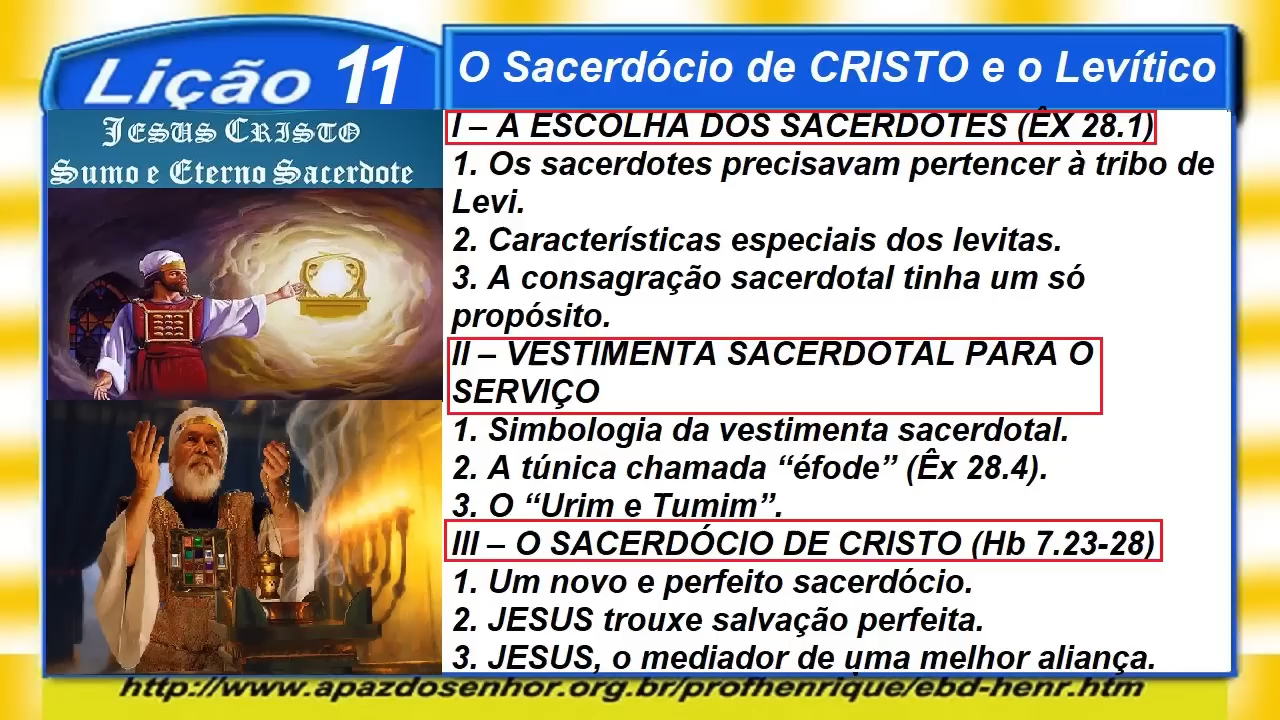 Lição 11
O Sacerdócio de CRISTO e o Levítico
JESUS CRISTO
SUMO E ETERNO SACERDOTE
I – A ESCOLHA DOS SACERDOTES (ÊX 28.1)
1. Os sacerdotes precisavam pertencer à tribo de
Levi.
2. Características especiais dos levitas.
3. A consagração sacerdotal tinha um só
propósito.
II – VESTIMENTA SACERDOTAL PARA O
SERVIÇO
1. Simbologia da vestimenta sacerdotal.
2. A túnica chamada “éfode” (Êx 28.4).
3. O “Urim e Tumim”.
III – O SACERDÓCIO DE CRISTO (Hb 7.23-28)
1. Um novo e perfeito sacerdócio.
2. JESUS trouxe salvação perfeita.
3. JESUS, o mediador de uma melhor aliança.
http://www.apazdosenhor.org.br/profhenrique/ebd-henr.htm